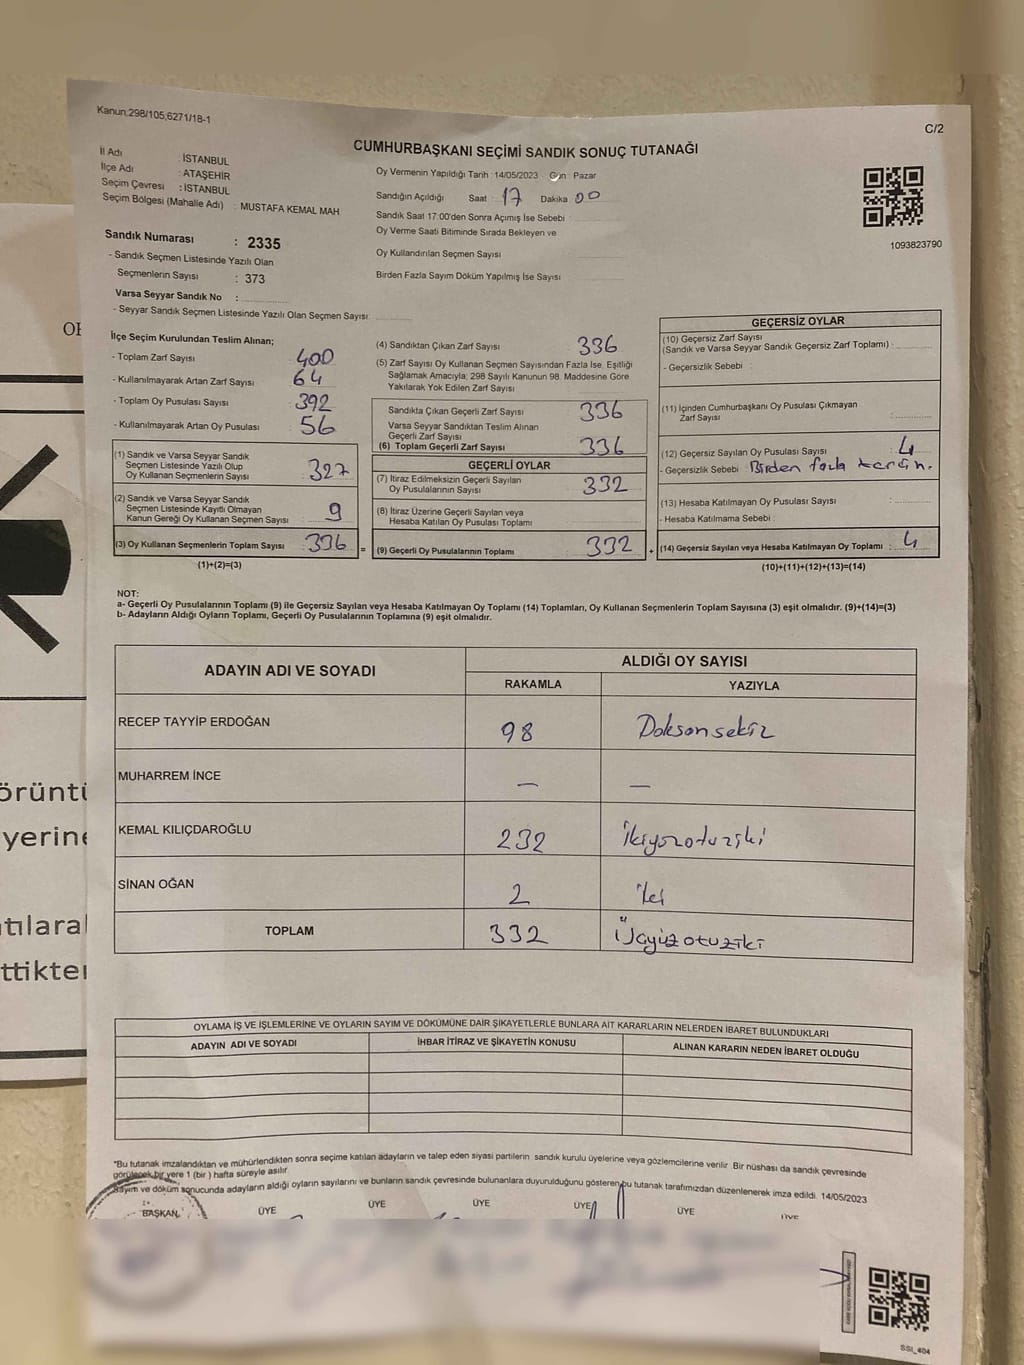 Kanun;298/105,6271/18-1
C/2
CUMHURBAŞKANI SEÇİMİ SANDIK SONUÇ TUTANAĞI
İl Adı : İSTANBUL
İlçe Adı : ATAŞEHİR
Seçim Çevresi : İSTANBUL
Seçim Bölgesi (Mahalle Adı) : MUSTAFA KEMAL MAH
Sandık Numarası : 2335
- Sandık Seçmen Listesinde Yazılı Olan
Seçmenlerin Sayısı : 373
Varsa Seyyar Sandık No :
- Seyyar Sandık Seçmen Listesinde Yazılı Olan Seçmen Sayısı
Oy Vermenin Yapıldığı Tarih : 14/05/2023 Gün : Pazar
Sandığın Açıldığı Saat : 17 Dakika 00
Sandık Saat 17:00'den Sonra Açımış İse Sebebi :
Oy Verme Saati Bitiminde Sırada Bekleyen ve
Oy Kullandırılan Seçmen Sayısı
Birden Fazla Sayım Döküm Yapılmış İse Sayısı
1093823790
İlçe Seçim Kurulundan Teslim Alınan;
- Toplam Zarf Sayısı 400
- Kullanılmayarak Artan Zarf Sayısı 64
- Toplam Oy Pusulası Sayısı 392
- Kullanılmayarak Artan Oy Pusulası 56
(1) Sandık ve Varsa Seyyar Sandık
Seçmen Listesinde Yazılı Olup
Oy Kullanan Seçmenlerin Sayısı : 327
(2) Sandık ve Varsa Seyyar Sandık
Seçmen Listesinde Kayıtlı Olmayan
Kanun Gereği Oy Kullanan Seçmen Sayısı 9
(3) Oy Kullanan Seçmenlerin Toplam Sayısı 336
(1)+(2)=(3)
(4) Sandıktan Çıkan Zarf Sayısı 336
(5) Zarf Sayısı Oy Kullanan Seçmen Sayısından Fazla İse, Eşitliği
Sağlamak Amacıyla; 298 Sayılı Kanunun 98. Maddesine Göre
Yakılarak Yok Edilen Zarf Sayısı
Sandıkta Çıkan Geçerli Zarf Sayısı 336
Varsa Seyyar Sandıktan Teslim Alınan
Geçerli Zarf Sayısı
(6) Toplam Geçerli Zarf Sayısı 336
GEÇERLİ OYLAR
(7) İtiraz Edilmeksizin Geçerli Sayılan
Oy Pusulalarının Sayısı 332
(8) İtiraz Üzerine Geçerli Sayılan veya
Hesaba Katılan Oy Pusulası Toplamı
= (9) Geçerli Oy Pusulalarının Toplamı 332 +
GEÇERSİZ OYLAR
(10) Geçersiz Zarf Sayısı
(Sandık ve Varsa Seyyar Sandık Geçersiz Zarf Toplamı) :
- Geçersizlik Sebebi :
(11) İçinden Cumhurbaşkanı Oy Pusulası Çıkmayan
Zarf Sayısı
(12) Geçersiz Sayılan Oy Pusulası Sayısı : 4
- Geçersizlik Sebebi : Birden fazla tercih.
(13) Hesaba Katılmayan Oy Pusulası Sayısı
- Hesaba Katılmama Sebebi :
(14) Geçersiz Sayılan veya Hesaba Katılmayan Oy Toplamı : 4
(10)+(11)+(12)+(13)=(14)
NOT:
a- Geçerli Oy Pusulalarının Toplamı (9) ile Geçersiz Sayılan veya Hesaba Katılmayan Oy Toplamı (14) Toplamları, Oy Kullanan Seçmenlerin Toplam Sayısına (3) eşit olmalıdır. (9)+(14)=(3)
b- Adayların Aldığı Oyların Toplamı, Geçerli Oy Pusulalarının Toplamına (9) eşit olmalıdır.
ADAYIN ADI VE SOYADI ALDIĞI OY SAYISI
RAKAMLA YAZIYLA
RECEP TAYYİP ERDOĞAN 98 Doksansekiz
MUHARREM İNCE — —
KEMAL KILIÇDAROĞLU 232 İkiyüzotuziki
SİNAN OĞAN 2 İki
TOPLAM 332 Üçyüzotuziki
OYLAMA İŞ VE İŞLEMLERİNE VE OYLARIN SAYIM VE DÖKÜMÜNE DAİR ŞİKAYETLERLE BUNLARA AİT KARARLARIN NELERDEN İBARET BULUNDUKLARI
ADAYIN ADI VE SOYADI İHBAR İTİRAZ VE ŞİKAYETİN KONUSU ALINAN KARARIN NEDEN İBARET OLDUĞU
*Bu tutanak imzalandıktan ve mühürlendikten sonra seçime katılan adayların ve talep eden siyasi partilerin sandık kurulu üyelerine veya gözlemcilerine verilir. Bir nüshası da sandık çevresinde
görülecek bir yere 1 (bir) hafta süreyle asılır.
Sayım ve döküm sonucunda adayların aldığı oyların sayılarını ve bunların sandık çevresinde bulunanlara duyurulduğunu gösteren bu tutanak tarafımızdan düzenlenerek imza edildi. 14/05/2023
BAŞKAN ÜYE ÜYE ÜYE ÜYE ÜYE ÜYE
SSI_404
örüntü
yerine
tılara
ttikte